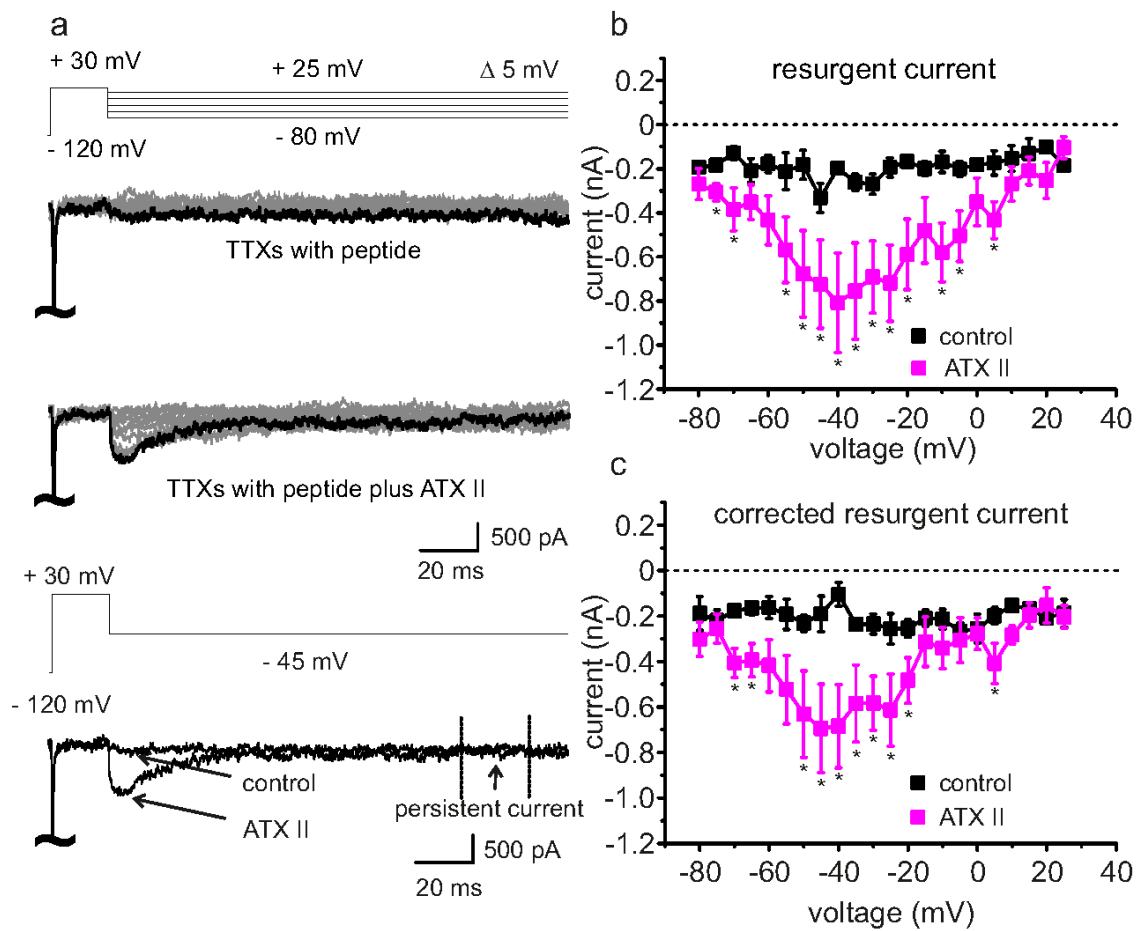 a
+ 30 mV
+ 25 mV
Δ 5 mV
- 80 mV
- 120 mV
TTXs with peptide
TTXs with peptide plus ATX II
500 pA
20 ms
+ 30 mV
- 45 mV
- 120 mV
control
ATX II
persistent current
500 pA
20 ms
b
resurgent current
0.2
0
-0.2
-0.4
-0.6
-0.8
-1.0
-1.2
current (nA)
* * * * * * * * * * * * *
control
ATX II
-80 -60 -40 -20 0 20 40
voltage (mV)
c
corrected resurgent current
0.2
0
-0.2
-0.4
-0.6
-0.8
-1.0
-1.2
current (nA)
* * * * * * * * * *
control
ATX II
-80 -60 -40 -20 0 20 40
voltage (mV)